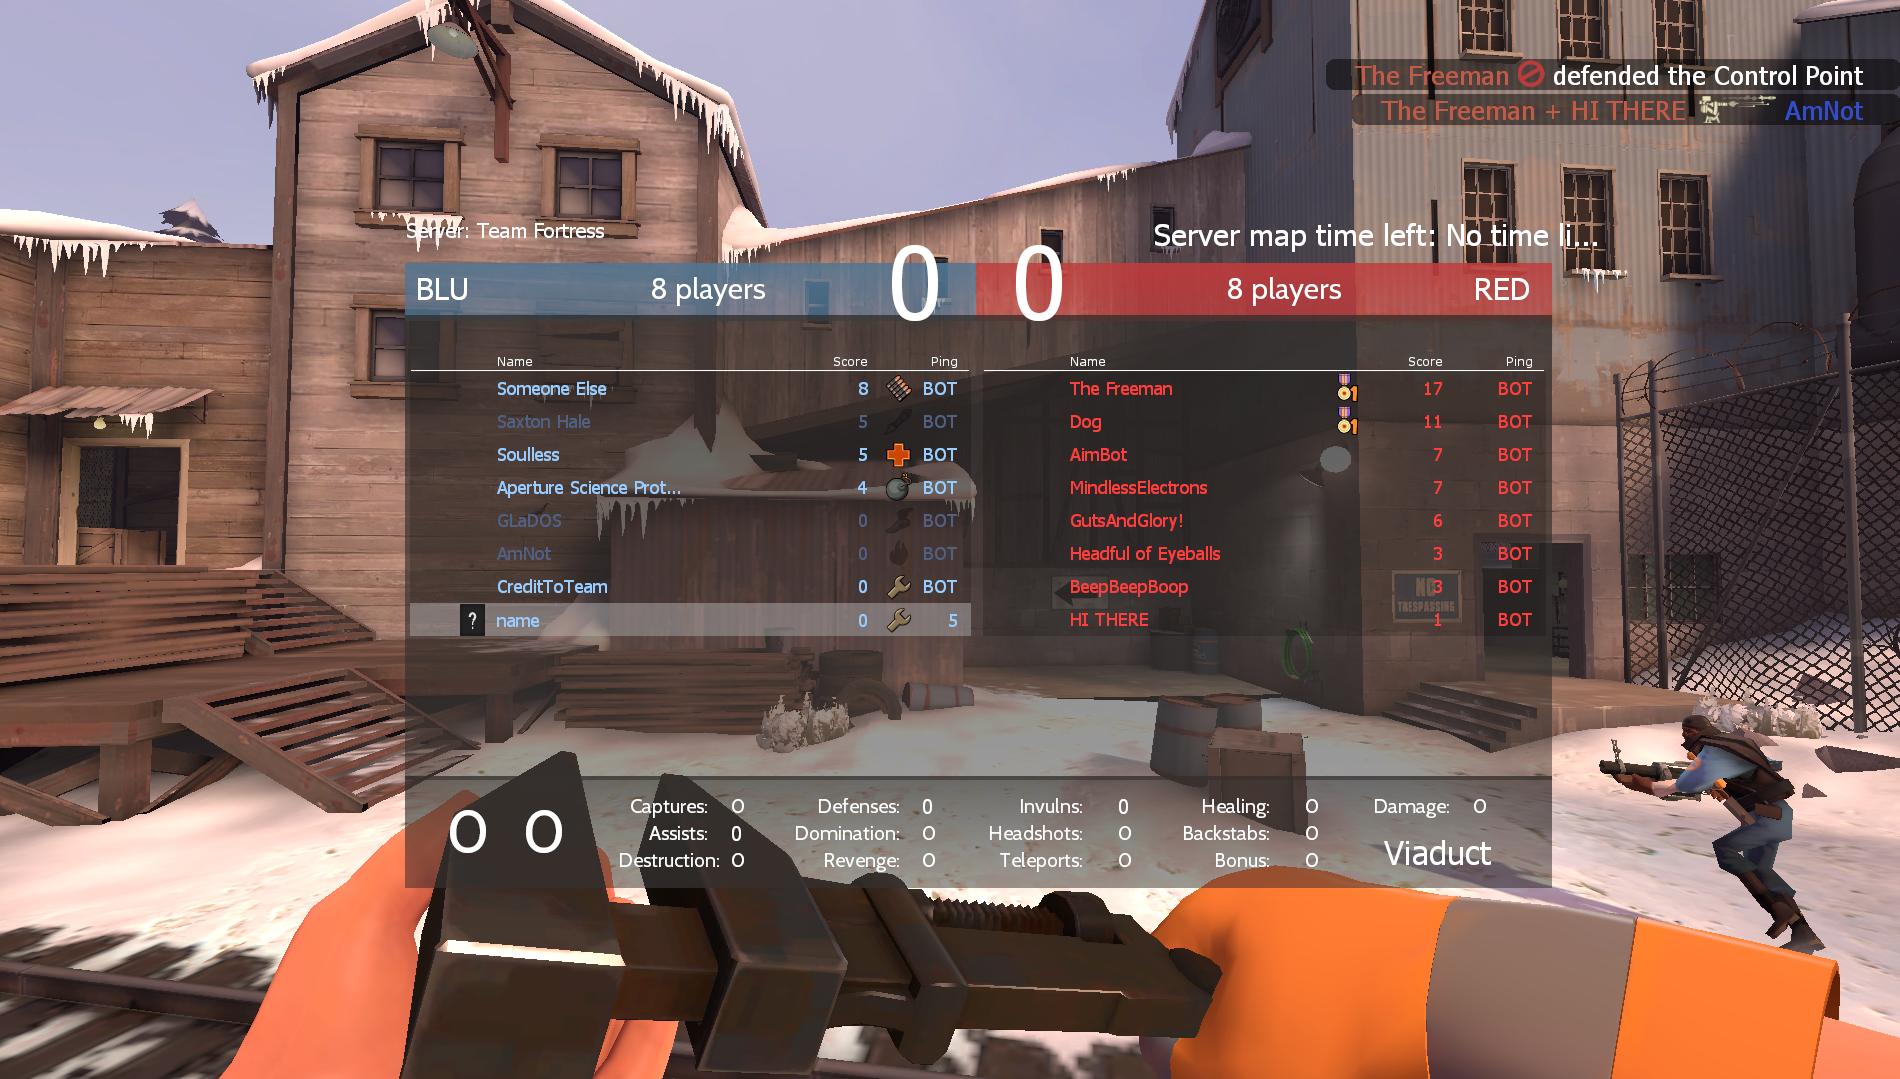 The Freeman defended the Control Point
The Freeman + HI THERE AmNot
Server: Team Fortress
Server map time left: No time li...
BLU 8 players 0 0 8 players RED
Name Score Ping Name Score Ping
Someone Else 8 BOT The Freeman 1 17 BOT
Saxton Hale 5 BOT Dog 1 11 BOT
Soulless 5 BOT AimBot 7 BOT
Aperture Science Prot... 4 BOT MindlessElectrons 7 BOT
GLaDOS 0 BOT GutsAndGlory! 6 BOT
AmNot 0 BOT Headful of Eyeballs 3 BOT
CreditToTeam 0 BOT BeepBeepBoop 3 BOT
? name 0 5 HI THERE 1 BOT
NO
TRESPASSING
Captures: 0 Defenses: 0 Invulns: 0 Healing: 0 Damage: 0
0 0 Assists: 0 Domination: 0 Headshots: 0 Backstabs: 0
Destruction: 0 Revenge: 0 Teleports: 0 Bonus: 0 Viaduct